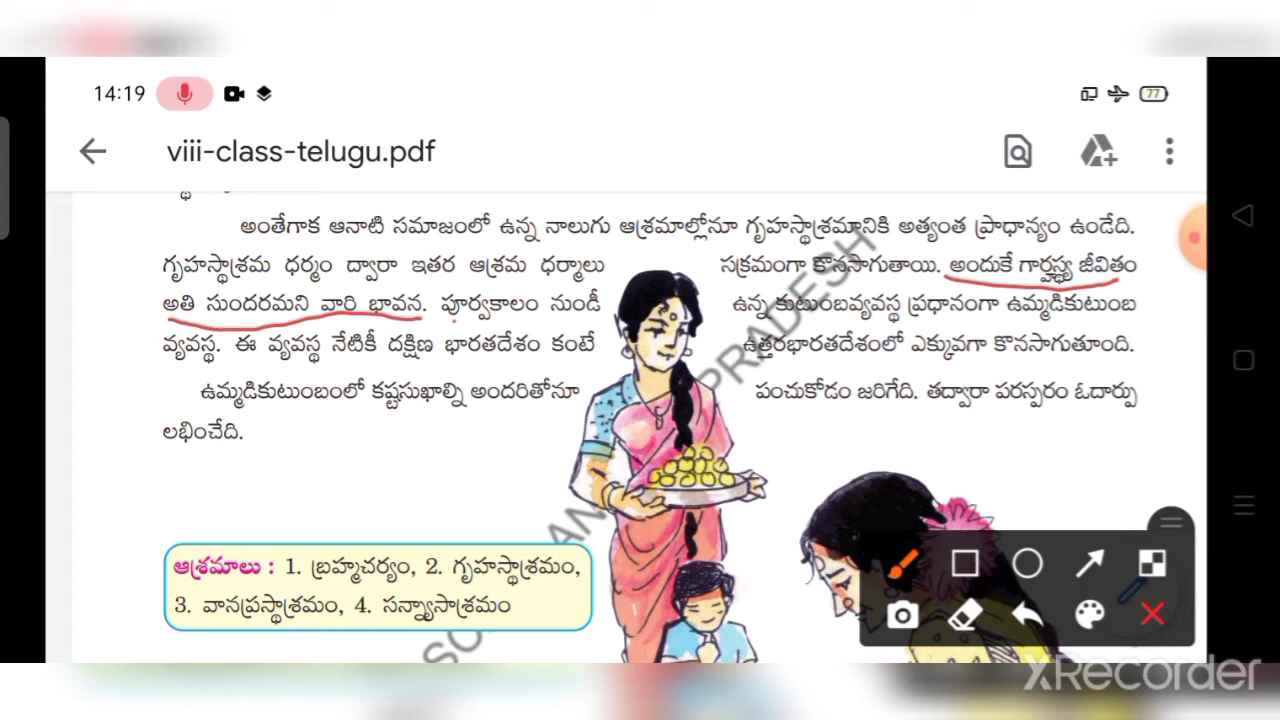 14:19
77
viii-class-telugu.pdf
అంతేగాక ఆనాటి సమాజంలో ఉన్న నాలుగు ఆశ్రమాల్లోనూ గృహస్థాశ్రమానికి అత్యంత ప్రాధాన్యం ఉండేది.
గృహస్థాశ్రమ ధర్మం ద్వారా ఇతర ఆశ్రమ ధర్మాలు సక్రమంగా కొనసాగుతాయి. అందుకే గార్హస్థ్య జీవితం
అతి సుందరమని వారి భావన. పూర్వకాలం నుండీ ఉన్న కుటుంబవ్యవస్థ ప్రధానంగా ఉమ్మడికుటుంబ
వ్యవస్థ. ఈ వ్యవస్థ నేటికీ దక్షిణ భారతదేశం కంటే ఉత్తరభారతదేశంలో ఎక్కువగా కొనసాగుతూంది.
ఉమ్మడికుటుంబంలో కష్టసుఖాల్ని అందరితోనూ పంచుకోడం జరిగేది. తద్వారా పరస్పరం ఓదార్పు
లభించేది.
ఆశ్రమాలు : 1. బ్రహ్మచర్యం, 2. గృహస్థాశ్రమం,
3. వానప్రస్థాశ్రమం, 4. సన్న్యాసాశ్రమం
PRADESH
XRecorder